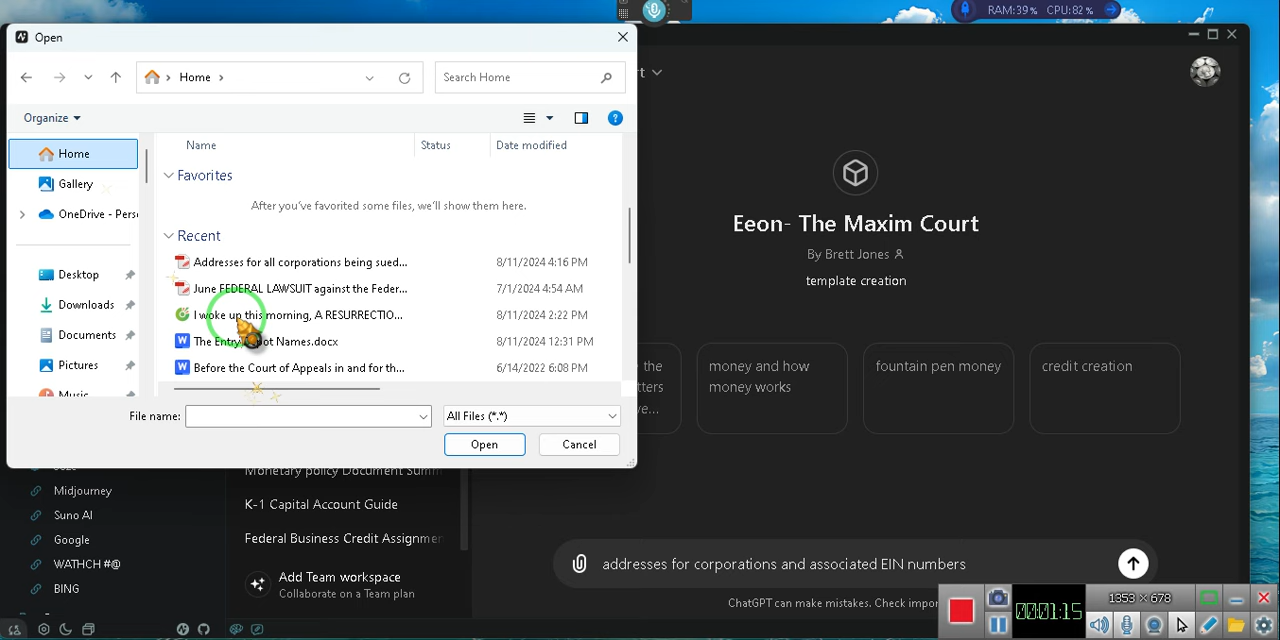 RAM:39% CPU:82%
Open
Home
Search Home
Organize
Home
Gallery
OneDrive - Pers
Desktop
Downloads
Documents
Pictures
Music
Name
Status
Date modified
Favorites
After you've favorited some files, we'll show them here.
Recent
Addresses for all corporations being sued... 8/11/2024 4:16 PM
June FEDERAL LAWSUIT against the Feder... 7/1/2024 4:54 AM
I woke up this morning, A RESURRECTIO... 8/11/2024 2:22 PM
The Entry Names.docx 8/11/2024 12:31 PM
Before the Court of Appeals in and for th... 6/14/2022 6:08 PM
File name:
All Files (*.*)
Open
Cancel
Eeon- The Maxim Court
By Brett Jones
template creation
the
money and how
money works
fountain pen money
credit creation
Midjourney
Suno AI
Google
WATHCH #@
BING
Monetary policy Document Summ
K-1 Capital Account Guide
Federal Business Credit Assignmen
Add Team workspace
Collaborate on a Team plan
addresses for corporations and associated EIN numbers
ChatGPT can make mistakes. Check impor
1353 × 678
00:01:15